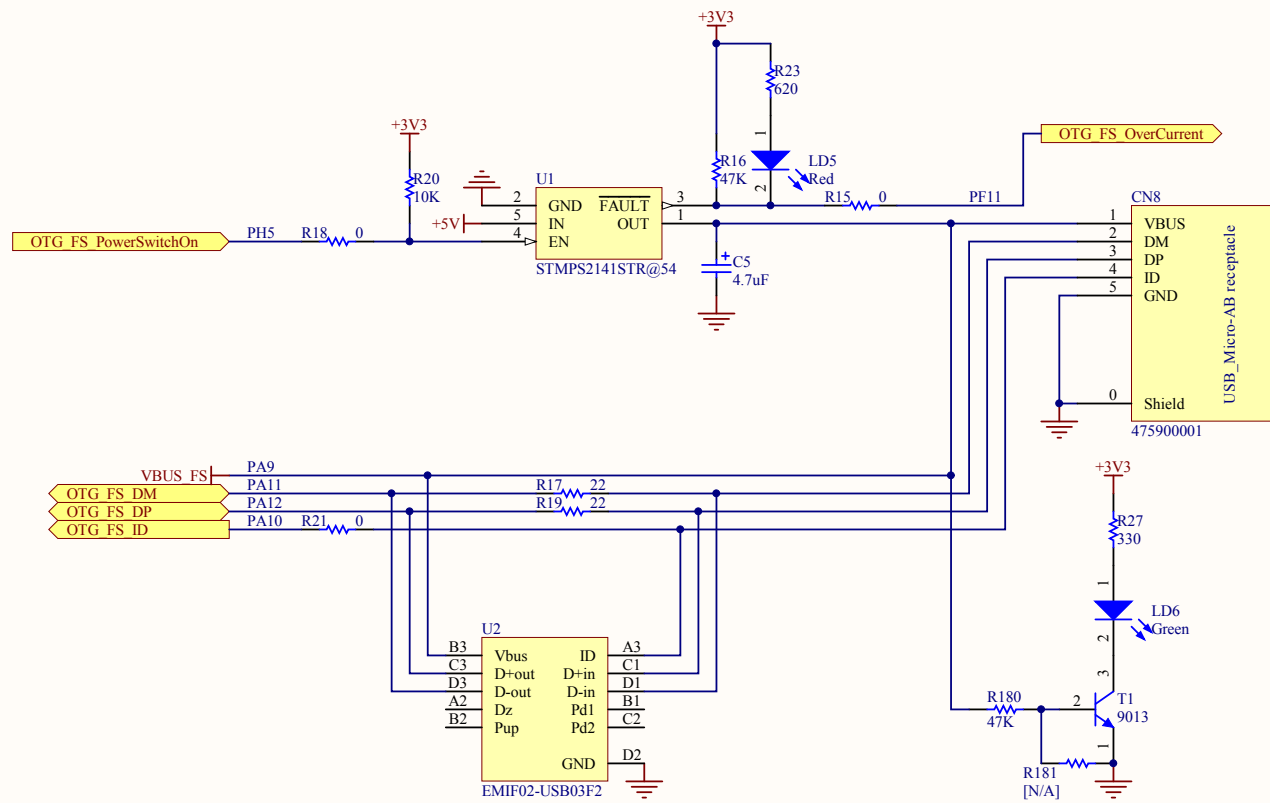 +3V3
R23
620
OTG_FS_OverCurrent
+3V3
1
R16
47K
LD5
Red
2
R20
10K
U1
2
GND
FAULT
3
R15
0
PF11
CN8
+5V
5
IN
OUT
1
1
VBUS
OTG_FS_PowerSwitchOn
PH5
R18
0
4
EN
2
DM
STMPS2141STR@54
+
C5
4.7uF
3
DP
4
ID
5
GND
USB_Micro-AB receptacle
0
Shield
475900001
VBUS_FS
PA9
+3V3
OTG_FS_DM
PA11
R17
22
OTG_FS_DP
PA12
R19
22
OTG_FS_ID
PA10
R21
0
R27
330
1
LD6
Green
2
U2
B3
Vbus
ID
A3
C3
D+out
D+in
C1
3
D3
D-out
D-in
D1
A2
Dz
Pd1
B1
R180
47K
2
T1
9013
B2
Pup
Pd2
C2
1
GND
D2
R181
[N/A]
EMIF02-USB03F2